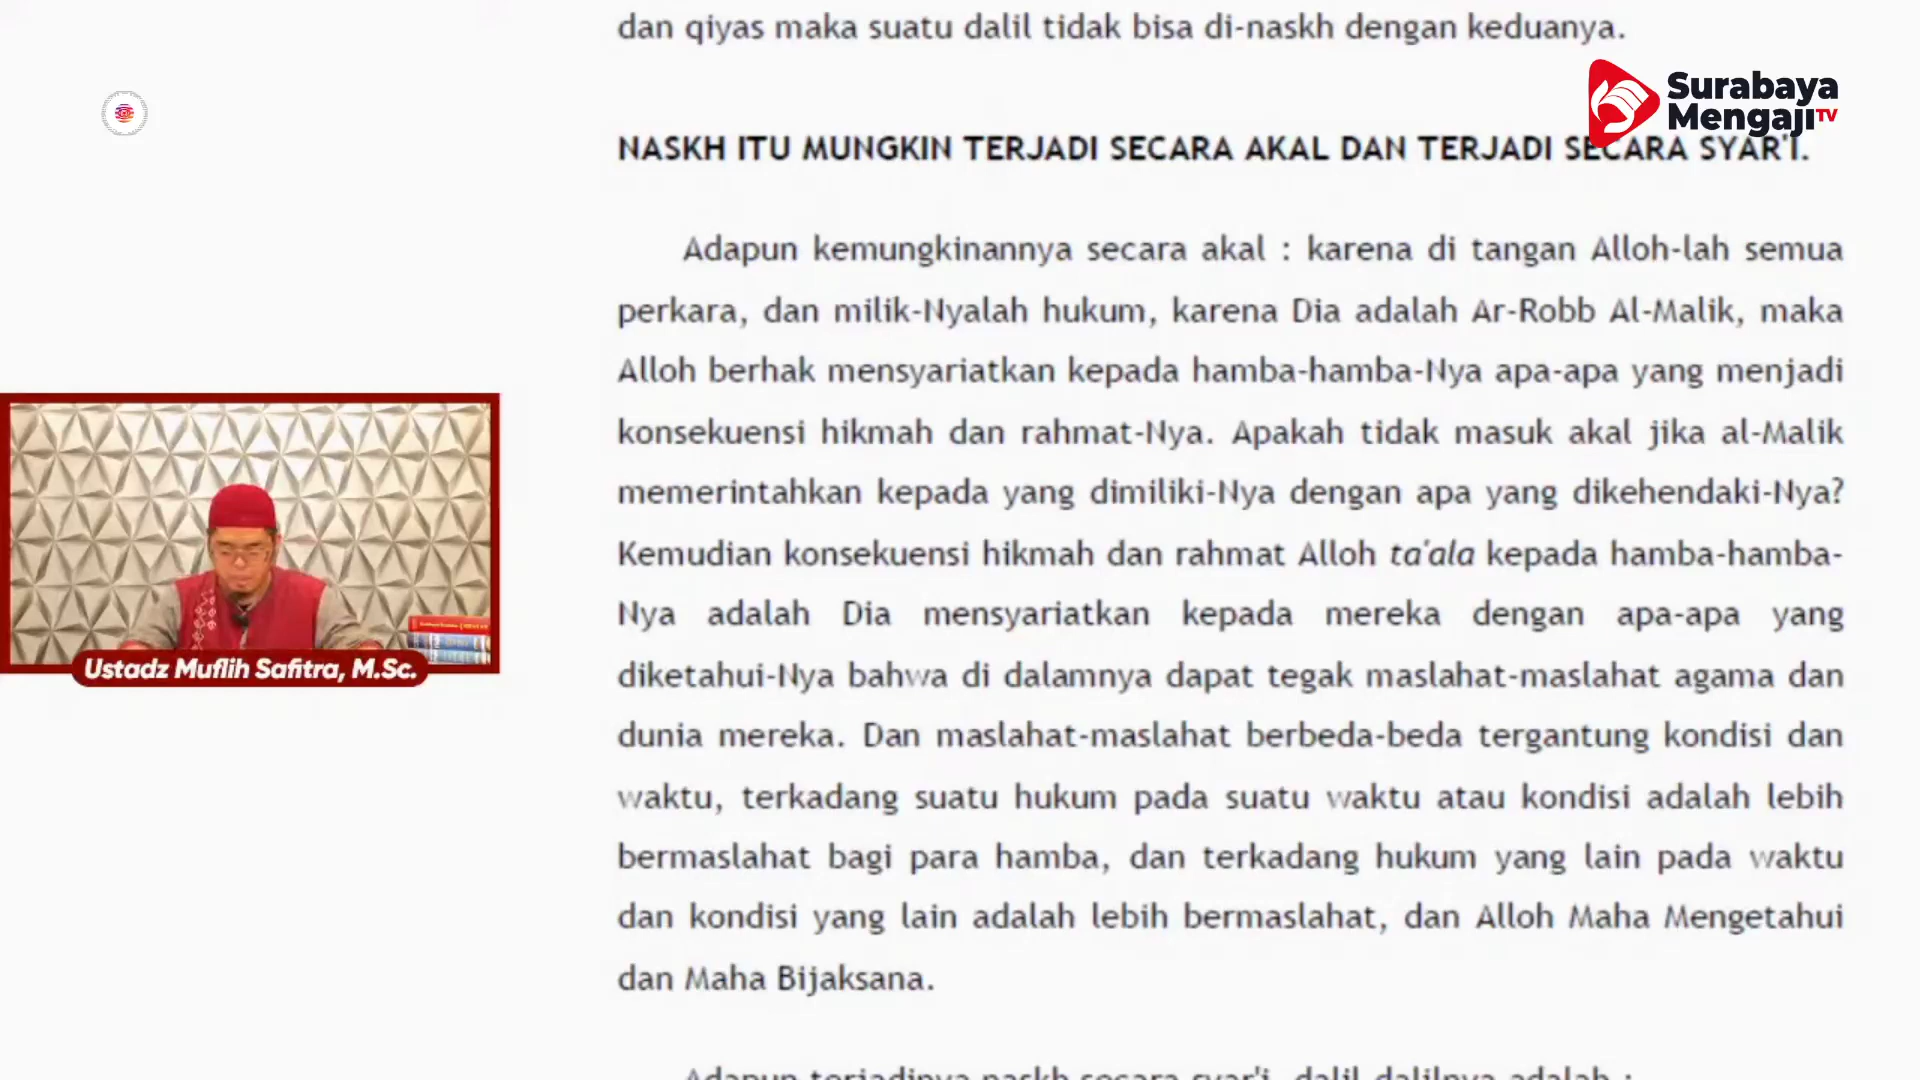 dan qiyas maka suatu dalil tidak bisa di-naskh dengan keduanya.
Surabaya
Mengaji TV
NASKH ITU MUNGKIN TERJADI SECARA AKAL DAN TERJADI SECARA SYAR'I.
Adapun kemungkinannya secara akal : karena di tangan Alloh-lah semua
perkara, dan milik-Nyalah hukum, karena Dia adalah Ar-Robb Al-Malik, maka
Alloh berhak mensyariatkan kepada hamba-hamba-Nya apa-apa yang menjadi
konsekuensi hikmah dan rahmat-Nya. Apakah tidak masuk akal jika al-Malik
memerintahkan kepada yang dimiliki-Nya dengan apa yang dikehendaki-Nya?
Kemudian konsekuensi hikmah dan rahmat Alloh ta'ala kepada hamba-hamba-
Nya adalah Dia mensyariatkan kepada mereka dengan apa-apa yang
diketahui-Nya bahwa di dalamnya dapat tegak maslahat-maslahat agama dan
dunia mereka. Dan maslahat-maslahat berbeda-beda tergantung kondisi dan
waktu, terkadang suatu hukum pada suatu waktu atau kondisi adalah lebih
bermaslahat bagi para hamba, dan terkadang hukum yang lain pada waktu
dan kondisi yang lain adalah lebih bermaslahat, dan Alloh Maha Mengetahui
dan Maha Bijaksana.
Adapun terjadinya naskh secara syar'i, dalil-dalilnya adalah :
Ustadz Muflih Safitra, M.Sc.